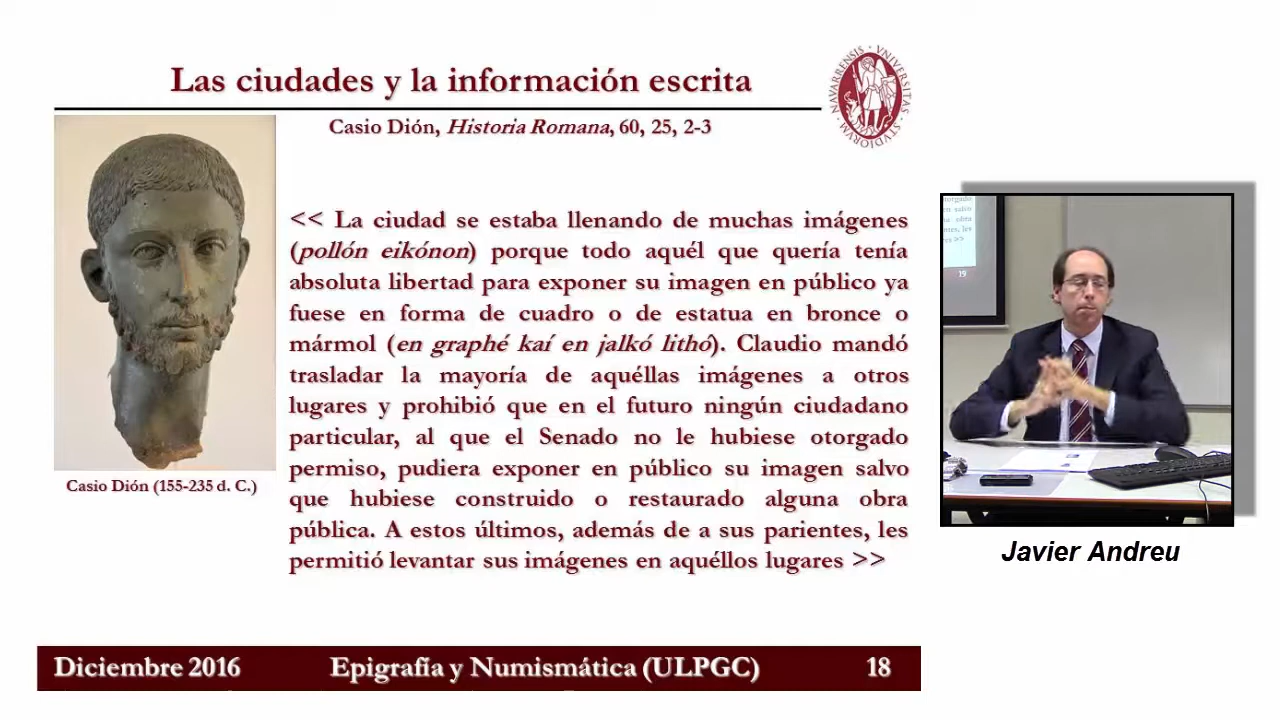 Las ciudades y la información escrita
Casio Dión, Historia Romana, 60, 25, 2-3
NAVARRENSIS · VNIVERSITAS · STVDIORVM
<< La ciudad se estaba llenando de muchas imágenes
(pollón eikónon) porque todo aquél que quería tenía
absoluta libertad para exponer su imagen en público ya
fuese en forma de cuadro o de estatua en bronce o
mármol (en graphé kaí en jalkó lithó). Claudio mandó
trasladar la mayoría de aquéllas imágenes a otros
lugares y prohibió que en el futuro ningún ciudadano
particular, al que el Senado no le hubiese otorgado
permiso, pudiera exponer en público su imagen salvo
que hubiese construido o restaurado alguna obra
pública. A estos últimos, además de a sus parientes, les
permitió levantar sus imágenes en aquéllos lugares >>
Casio Dión (155-235 d. C.)
19
Javier Andreu
Diciembre 2016 Epigrafía y Numismática (ULPGC) 18